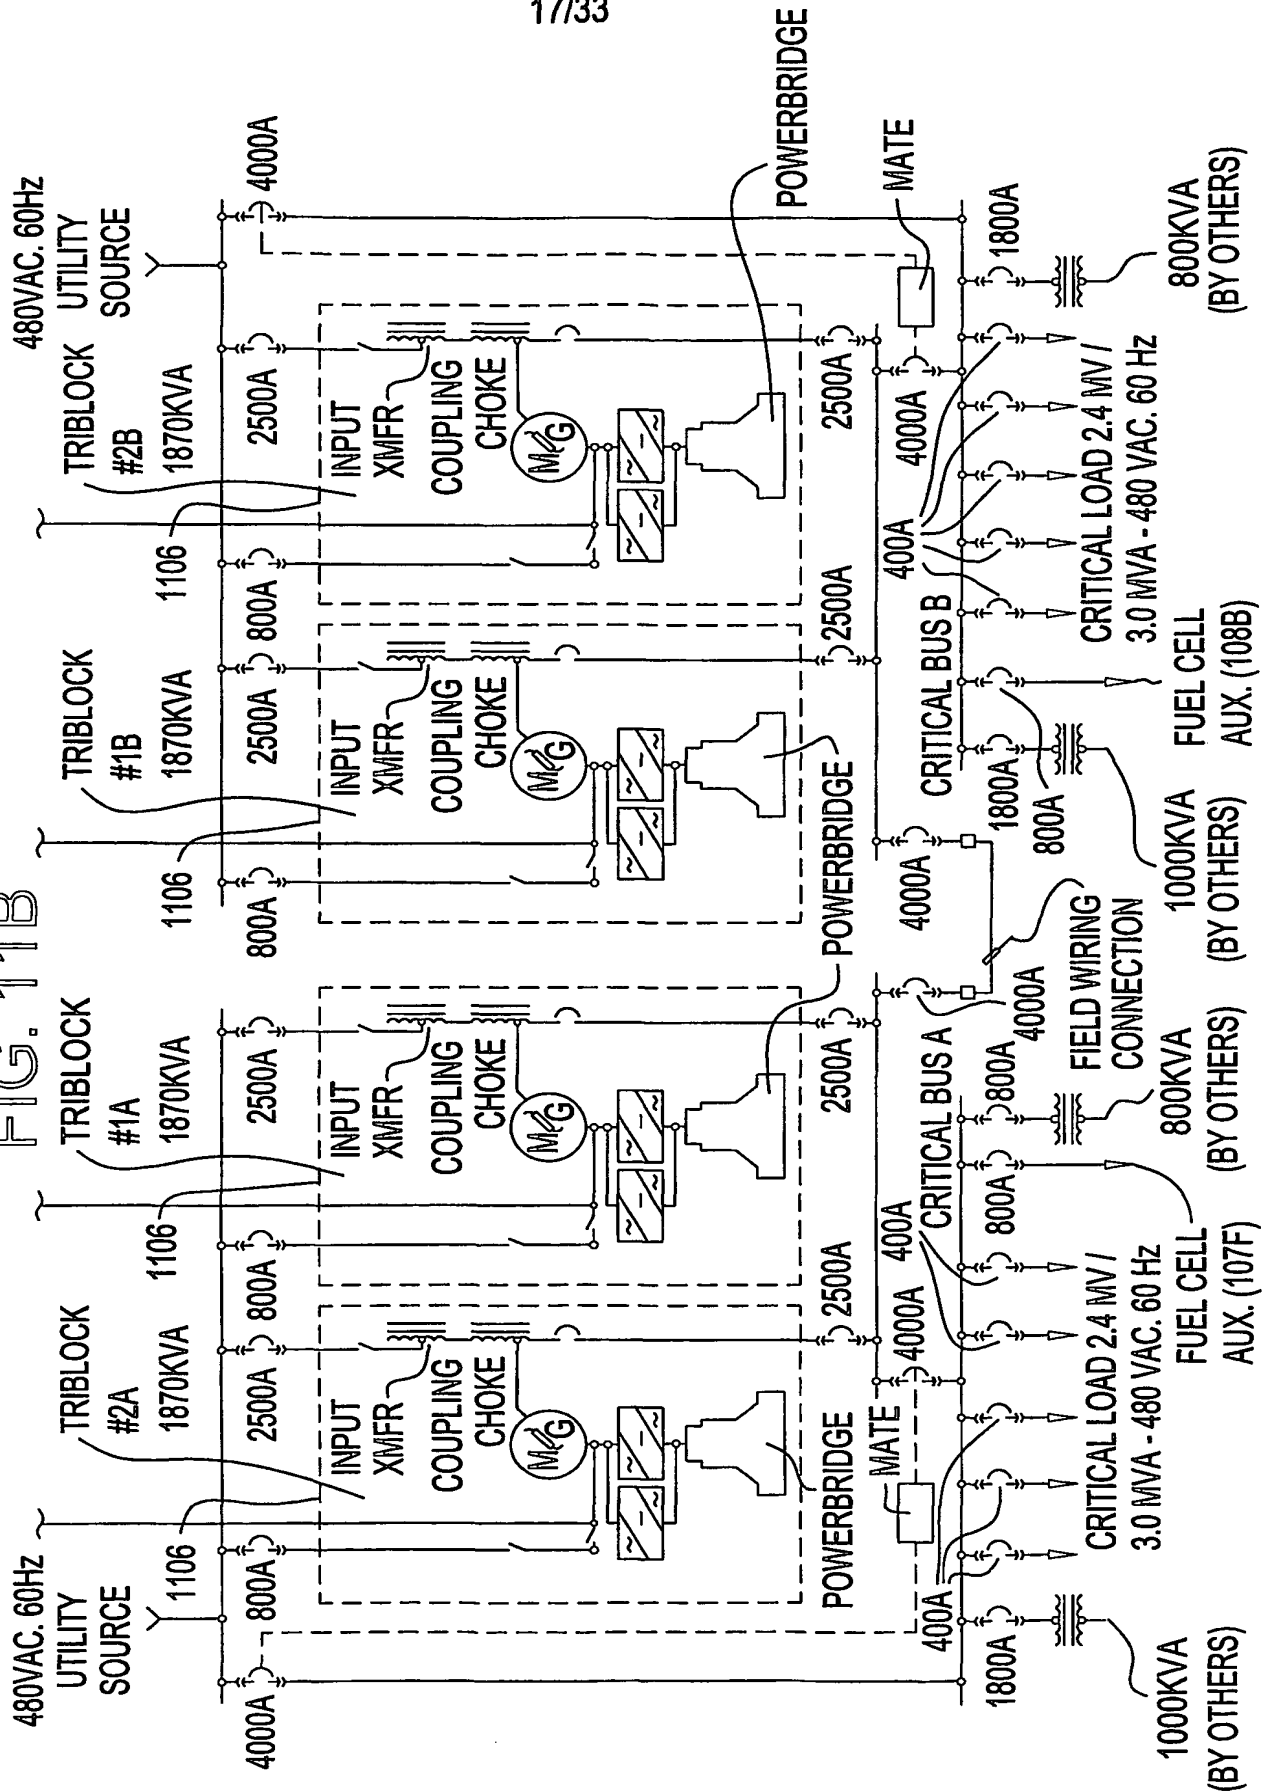 17/33
FIG. 11B
480VAC. 60Hz
UTILITY
SOURCE
TRIBLOCK
#2A
1870KVA
1106
4000A
800A
2500A
INPUT
XMFR
COUPLING
CHOKE
M/G
POWERBRIDGE
2500A
TRIBLOCK
#1A
1870KVA
1106
800A
2500A
INPUT
XMFR
COUPLING
CHOKE
M/G
2500A
TRIBLOCK
#1B
1870KVA
1106
800A
2500A
INPUT
XMFR
COUPLING
CHOKE
M/G
POWERBRIDGE
2500A
480VAC. 60Hz
UTILITY
SOURCE
TRIBLOCK
#2B
1870KVA
1106
800A
2500A
4000A
INPUT
XMFR
COUPLING
CHOKE
M/G
POWERBRIDGE
2500A
MATE
4000A
400A
400A
CRITICAL BUS A
1800A
1000KVA
(BY OTHERS)
CRITICAL LOAD 2.4 MV /
3.0 MVA - 480 VAC. 60 Hz
800A
FUEL CELL
AUX. (107F)
800A
800KVA
(BY OTHERS)
4000A
FIELD WIRING
CONNECTION
4000A
CRITICAL BUS B
1800A
800A
1000KVA
(BY OTHERS)
FUEL CELL
AUX. (108B)
400A
4000A
MATE
CRITICAL LOAD 2.4 MV /
3.0 MVA - 480 VAC. 60 Hz
1800A
800KVA
(BY OTHERS)